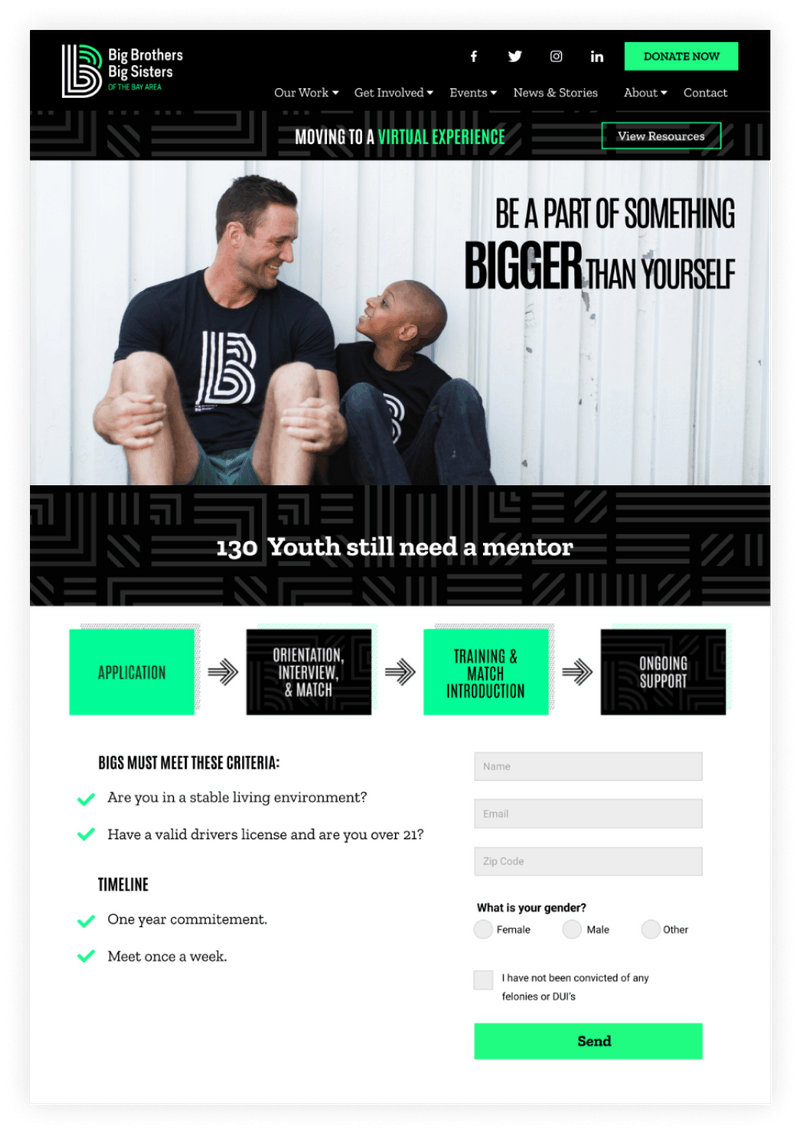 Big Brothers
Big Sisters
OF THE BAY AREA
DONATE NOW
Our Work
Get Involved
Events
News & Stories
About
Contact
MOVING TO A VIRTUAL EXPERIENCE
View Resources
BE A PART OF SOMETHING
BIGGER THAN YOURSELF
130 Youth still need a mentor
APPLICATION
ORIENTATION,
INTERVIEW,
& MATCH
TRAINING &
MATCH
INTRODUCTION
ONGOING
SUPPORT
BIGS MUST MEET THESE CRITERIA:
Are you in a stable living environment?
Have a valid drivers license and are you over 21?
TIMELINE
One year commitement.
Meet once a week.
Name
Email
Zip Code
What is your gender?
Female
Male
Other
I have not been convicted of any
felonies or DUI's
Send